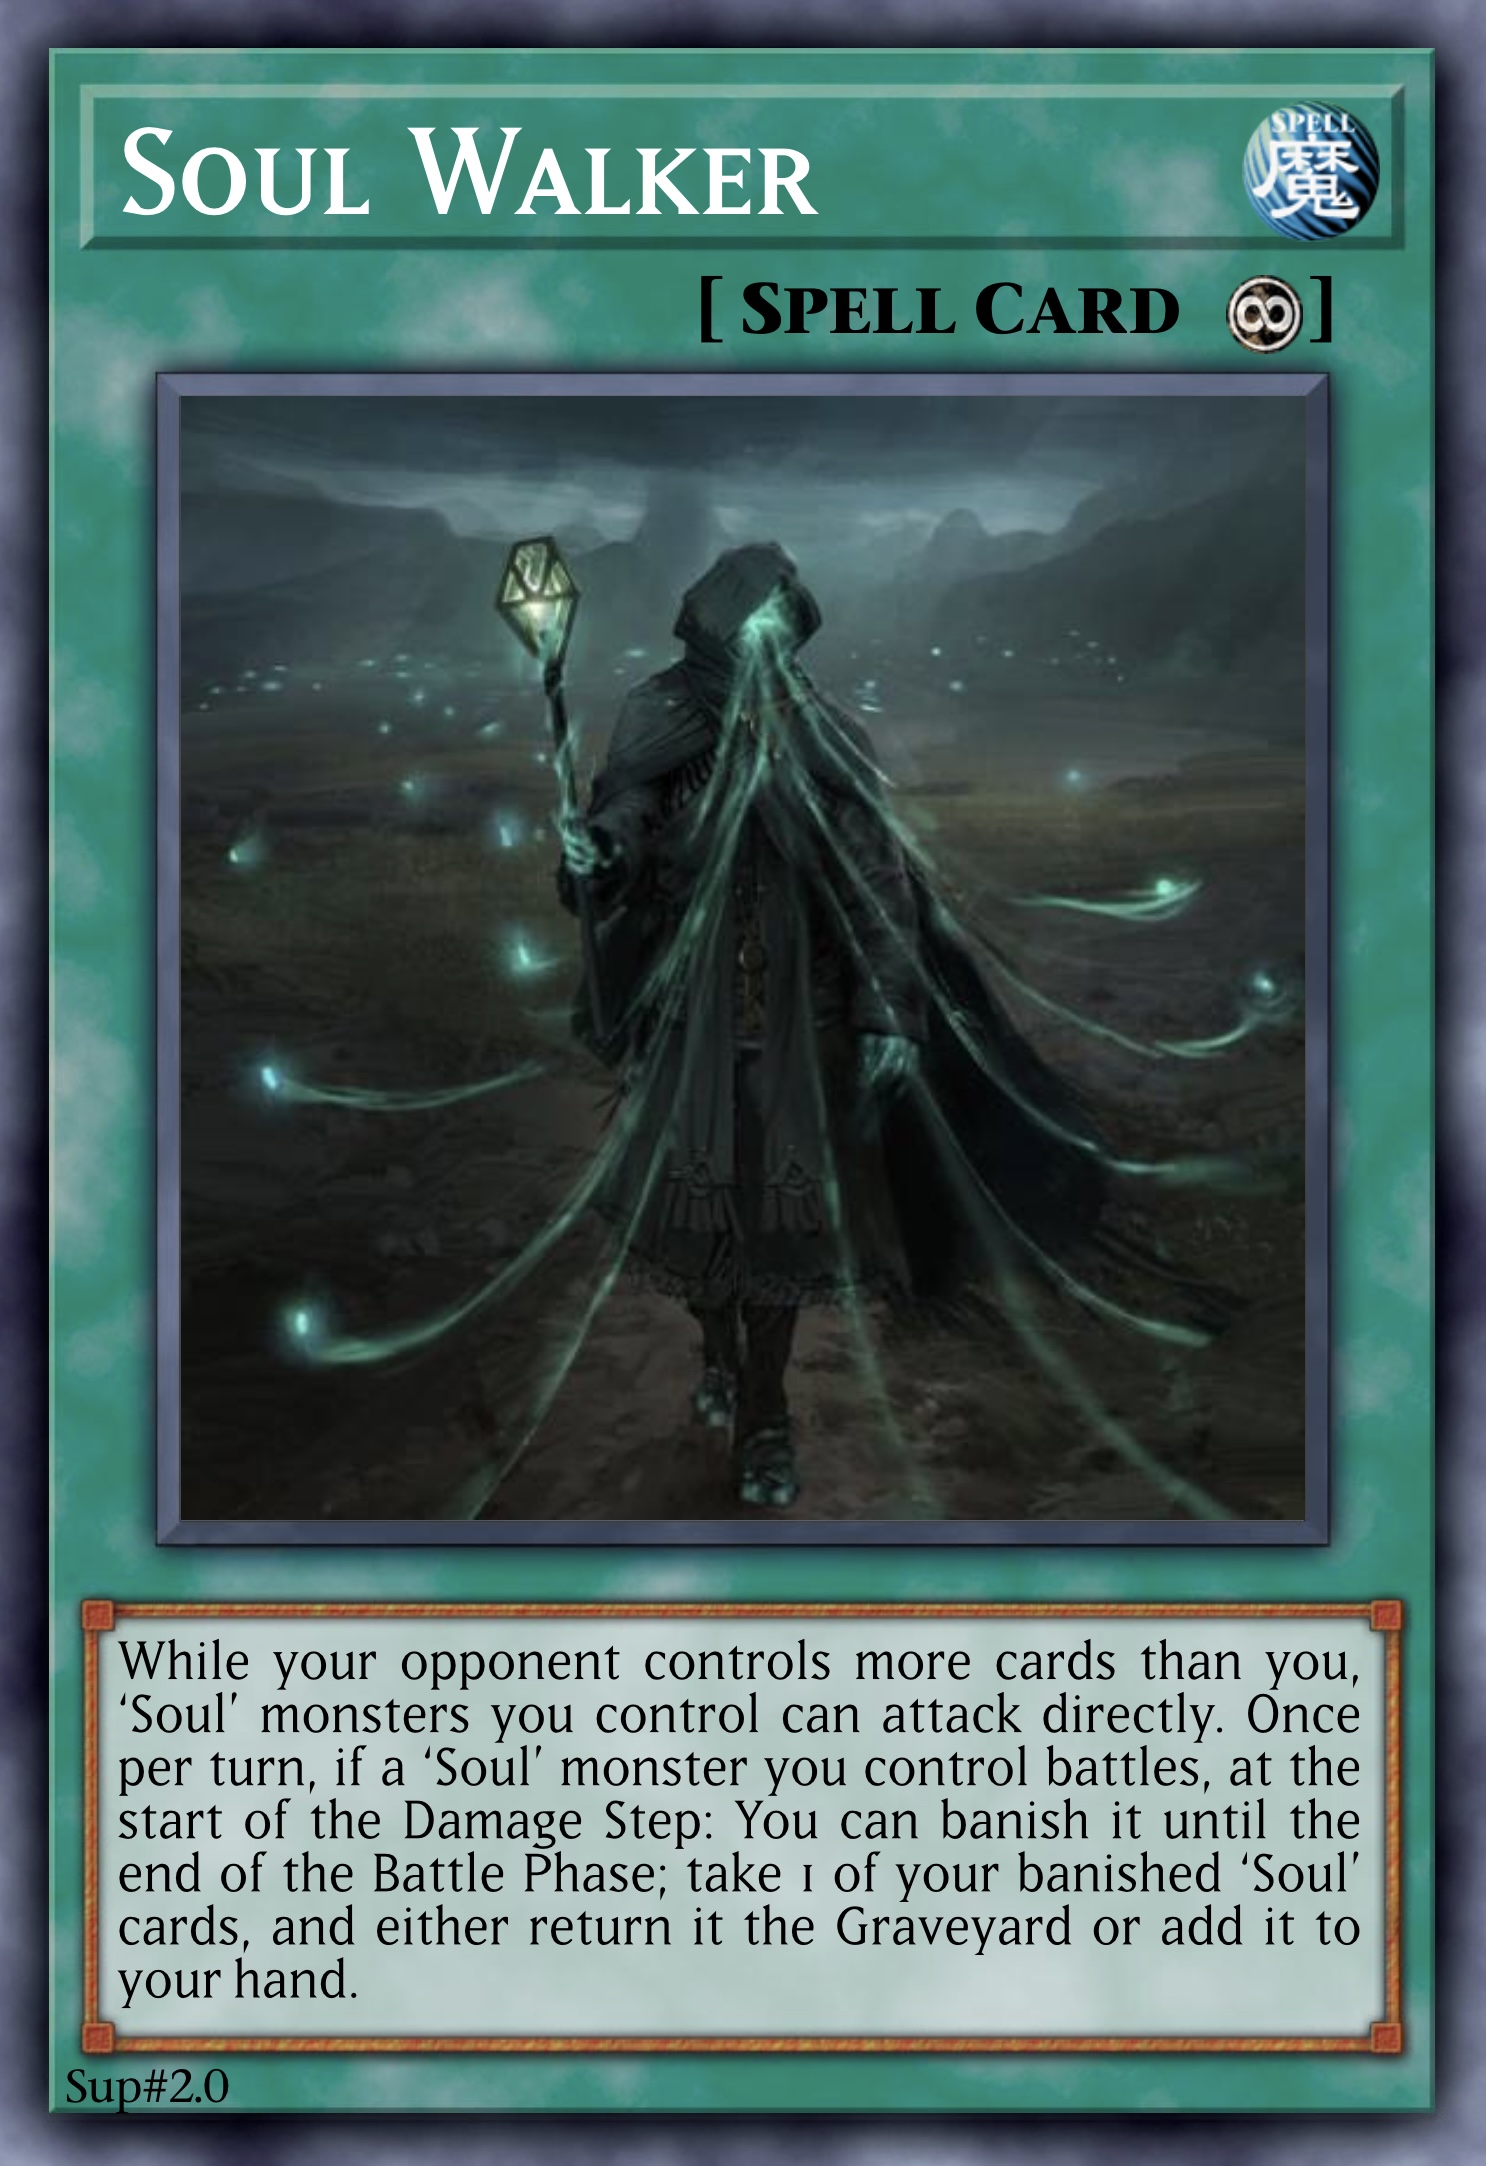 Soul Walker
SPELL
魔
[ Spell Card ∞]
While your opponent controls more cards than you,
‘Soul’ monsters you control can attack directly. Once
per turn, if a ‘Soul’ monster you control battles, at the
start of the Damage Step: You can banish it until the
end of the Battle Phase; take 1 of your banished ‘Soul’
cards, and either return it the Graveyard or add it to
your hand.
Sup#2.0